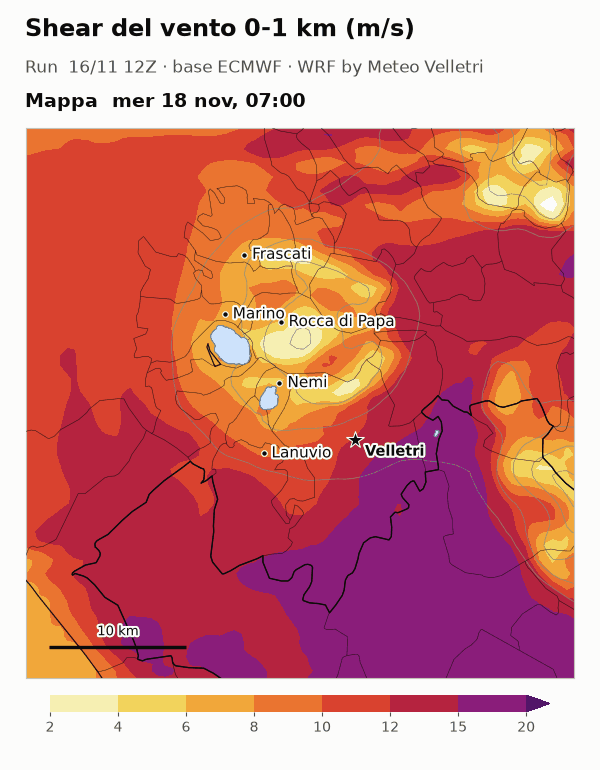 Shear del vento 0-1 km (m/s)
Run  16/11 12Z · base ECMWF · WRF by Meteo Velletri
Mappa  mer 18 nov, 07:00
Frascati
Marino
Rocca di Papa
Nemi
Velletri
Lanuvio
10 km
2 4 6 8 10 12 15 20